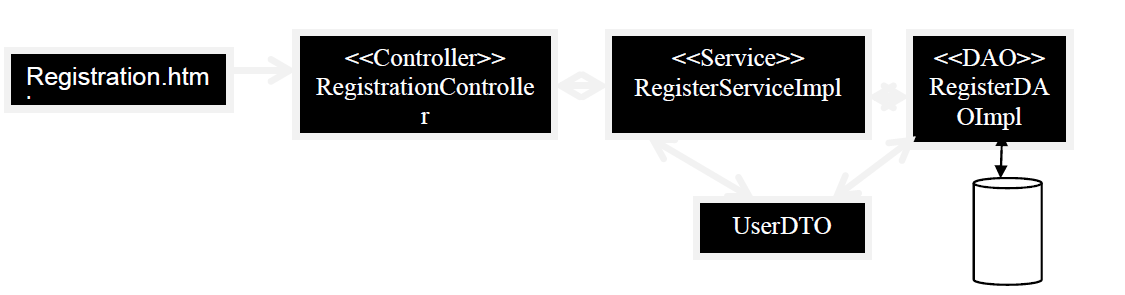 Registration.htm
<<Controller>>
RegistrationControlle
r
<<Service>>
RegisterServiceImpl
<<DAO>>
RegisterDA
OImpl
UserDTO